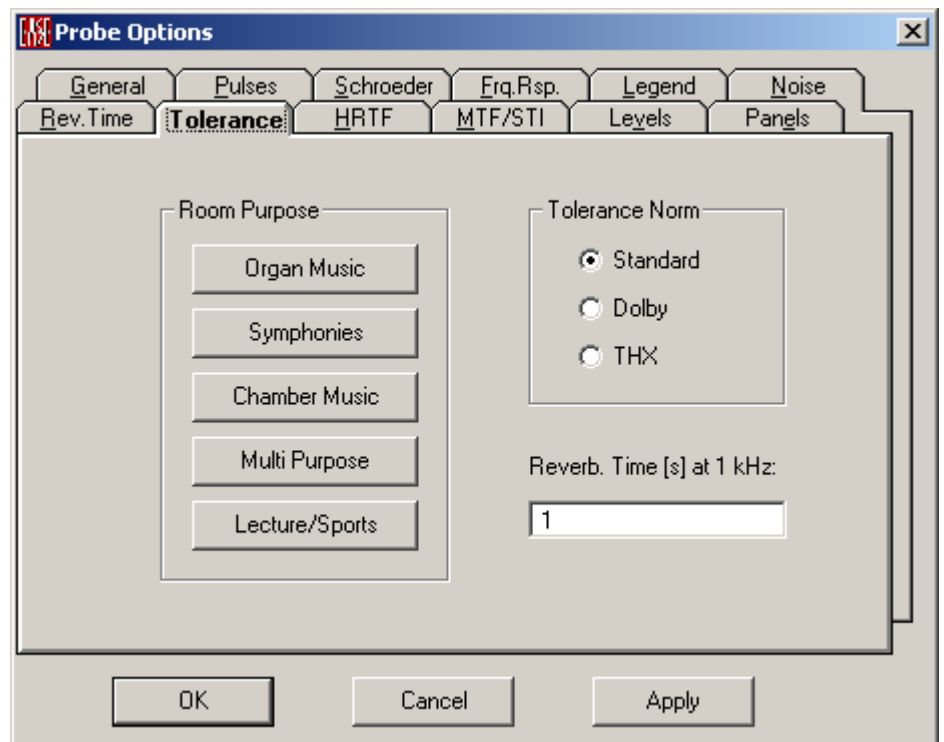 Probe Options
General Pulses Schroeder Frq.Rsp. Legend Noise
Rev.Time Tolerance HRTF MTF/STI Levels Panels
Room Purpose
Organ Music
Symphonies
Chamber Music
Multi Purpose
Lecture/Sports
Tolerance Norm
Standard
Dolby
THX
Reverb. Time [s] at 1 kHz:
1
OK Cancel Apply